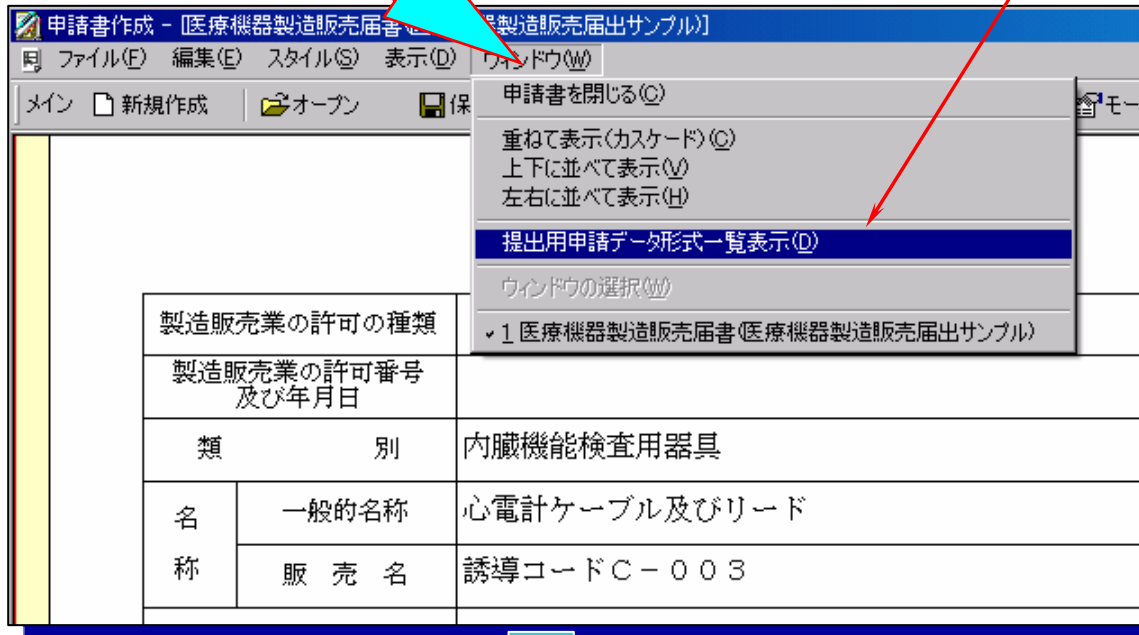 申請書作成 - [医療機器製造販売届書 製造販売届出サンプル)]
ファイル(F) 編集(E) スタイル(S) 表示(D) ウィンドウ(W)
メイン 新規作成 オープン 保 モー
申請書を閉じる(C)
重ねて表示(カスケード)(C)
上下に並べて表示(V)
左右に並べて表示(H)
提出用申請データ形式一覧表示(D)
ウィンドウの選択(W)
1 医療機器製造販売届書(医療機器製造販売届出サンプル)
製造販売業の許可の種類
製造販売業の許可番号
及び年月日
類 別 内臓機能検査用器具
名称 一般的名称 心電計ケーブル及びリード
販売名 誘導コードC-003